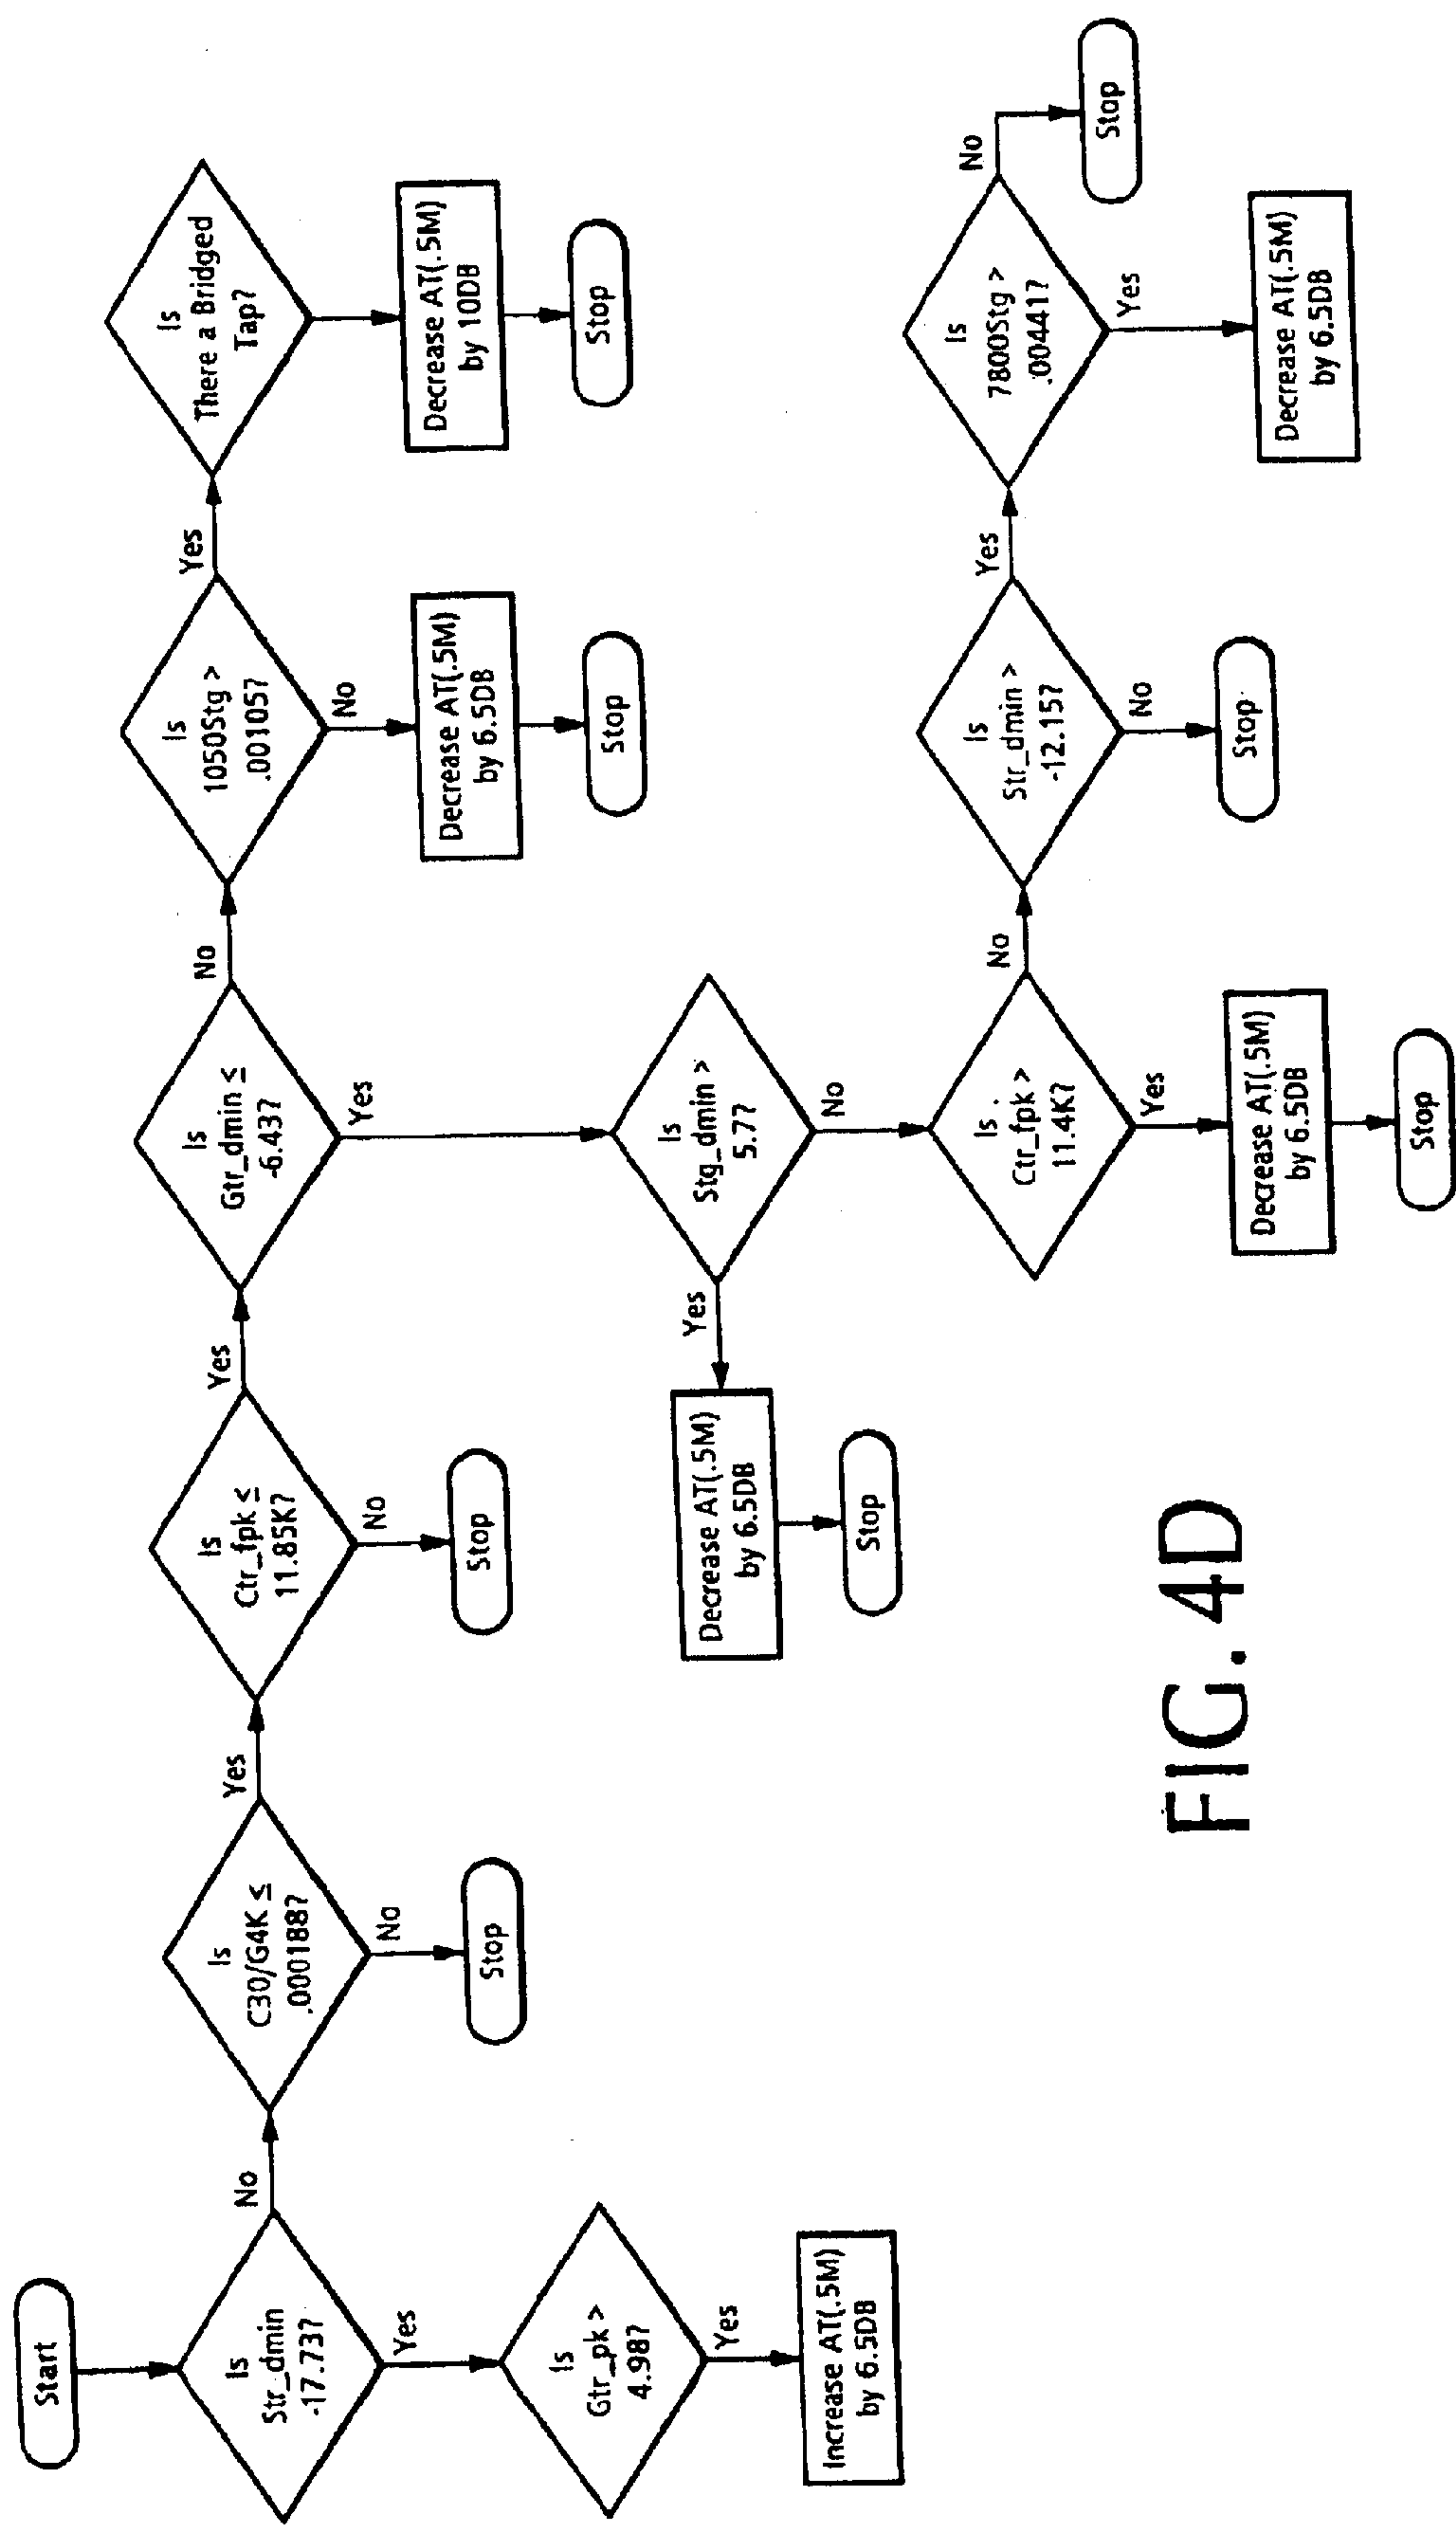 Start
Is
Str_dmin
-17.73?
No
Is
C30/G4K ≤
.000188?
Yes
Is
Ctr_fpk ≤
11.85K?
Yes
Is
Gtr_dmin ≤
-6.43?
No
Is
1050Stg >
.00105?
Yes
Is
There a Bridged
Tap?
Yes
No
Stop
No
Stop
Yes
No
Decrease AT(.5M)
by 6.5DB
Stop
Decrease AT(.5M)
by 10DB
Stop
Is
Gtr_pk >
4.98?
Yes
Increase AT(.5M)
by 6.5DB
Is
Stg_dmin >
5.7?
Yes
Decrease AT(.5M)
by 6.5DB
Stop
No
Is
Ctr_fpk >
11.4K?
No
Is
Str_dmin >
-12.15?
Yes
Is
7800Stg >
.00441?
No
Stop
Yes
Decrease AT(.5M)
by 6.5DB
Stop
No
Stop
Yes
Decrease AT(.5M)
by 6.5DB
FIG. 4D